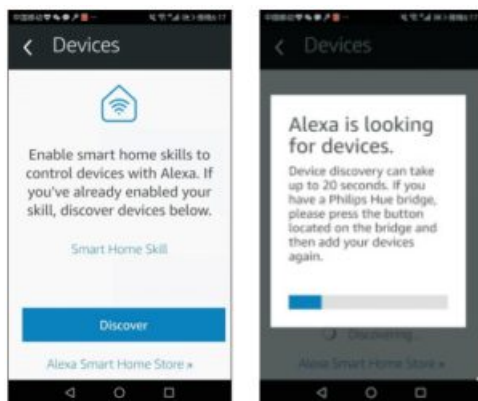 Devices
Enable smart home skills to
control devices with Alexa. If
you've already enabled your
skill, discover devices below.
Smart Home Skill
Discover
Alexa Smart Home Store »
Devices
Alexa is looking
for devices.
Device discovery can take
up to 20 seconds. If you
have a Philips Hue bridge,
please press the button
located on the bridge and
then add your devices
again.
Discovering...
Alexa Smart Home Store »